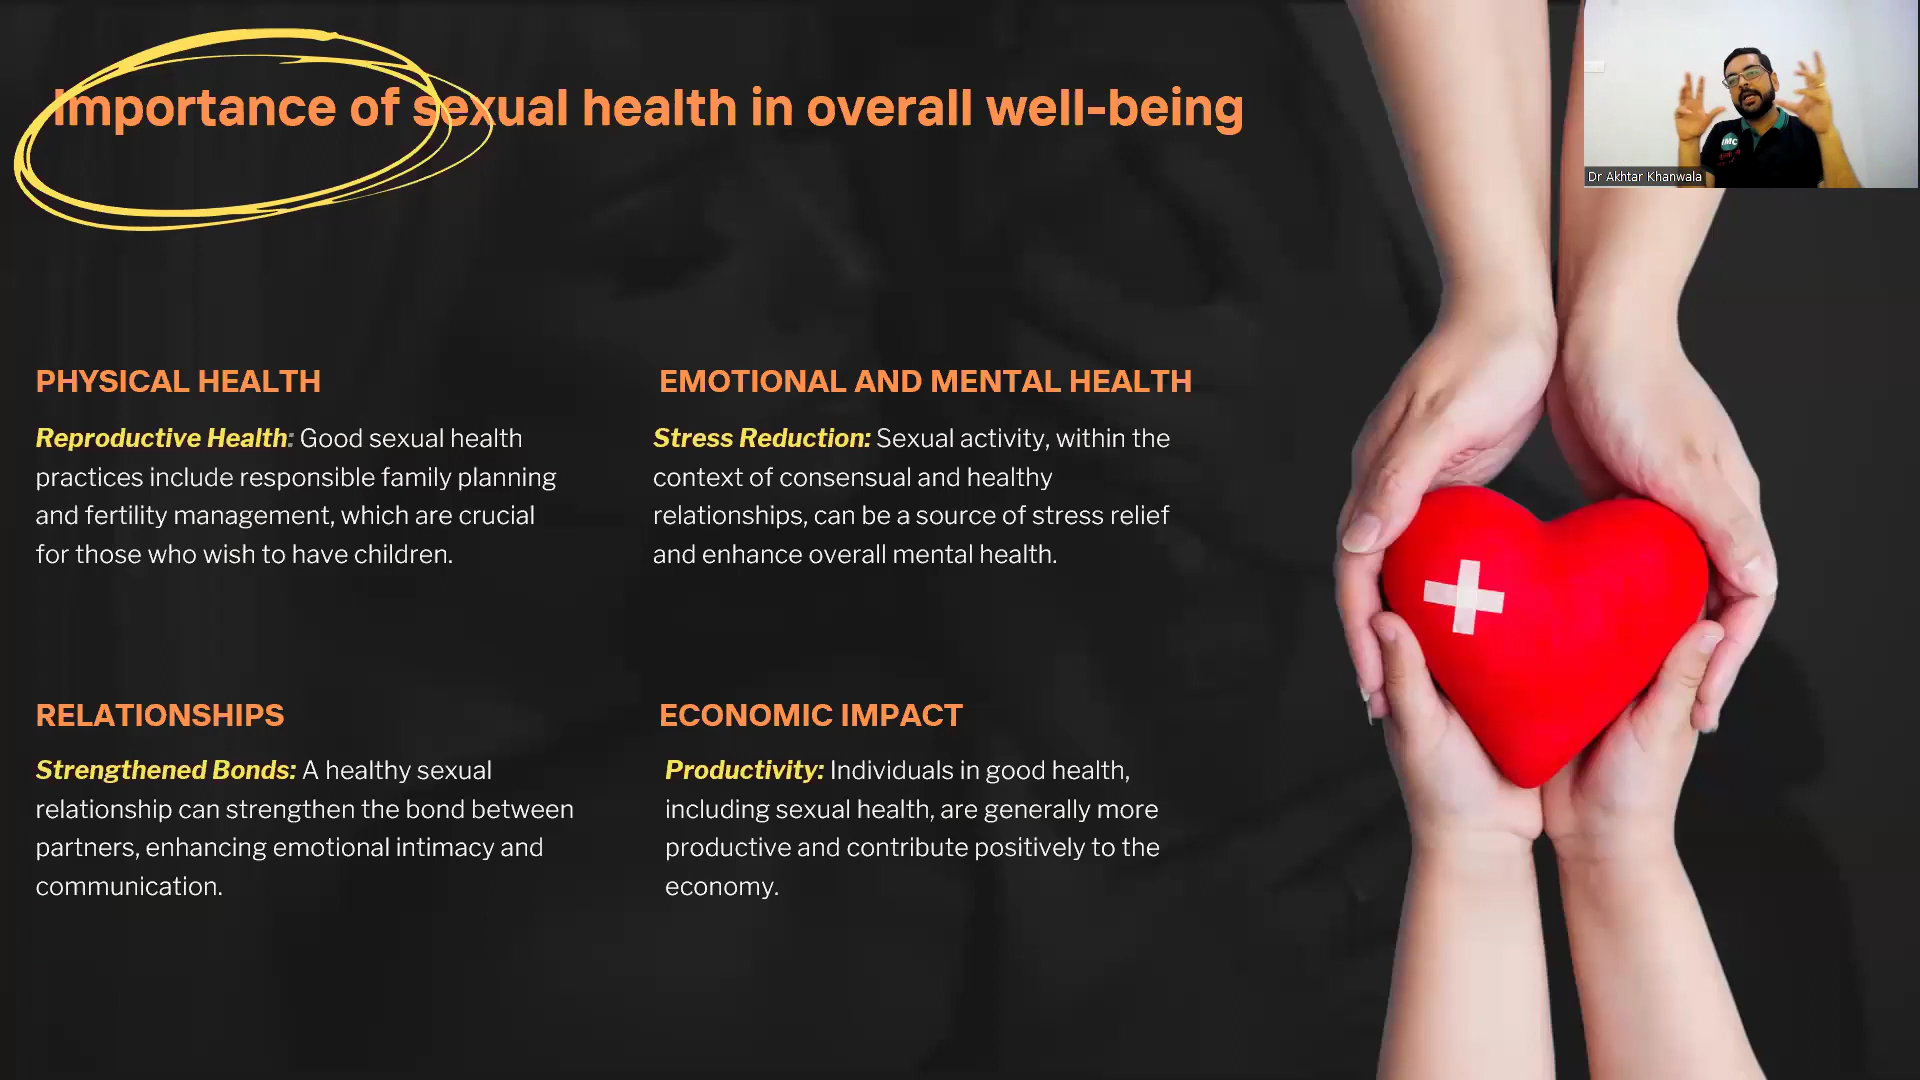 Importance of sexual health in overall well-being
IMC
Dr Akhtar Khanwala
PHYSICAL HEALTH
Reproductive Health: Good sexual health
practices include responsible family planning
and fertility management, which are crucial
for those who wish to have children.
EMOTIONAL AND MENTAL HEALTH
Stress Reduction: Sexual activity, within the
context of consensual and healthy
relationships, can be a source of stress relief
and enhance overall mental health.
RELATIONSHIPS
Strengthened Bonds: A healthy sexual
relationship can strengthen the bond between
partners, enhancing emotional intimacy and
communication.
ECONOMIC IMPACT
Productivity: Individuals in good health,
including sexual health, are generally more
productive and contribute positively to the
economy.